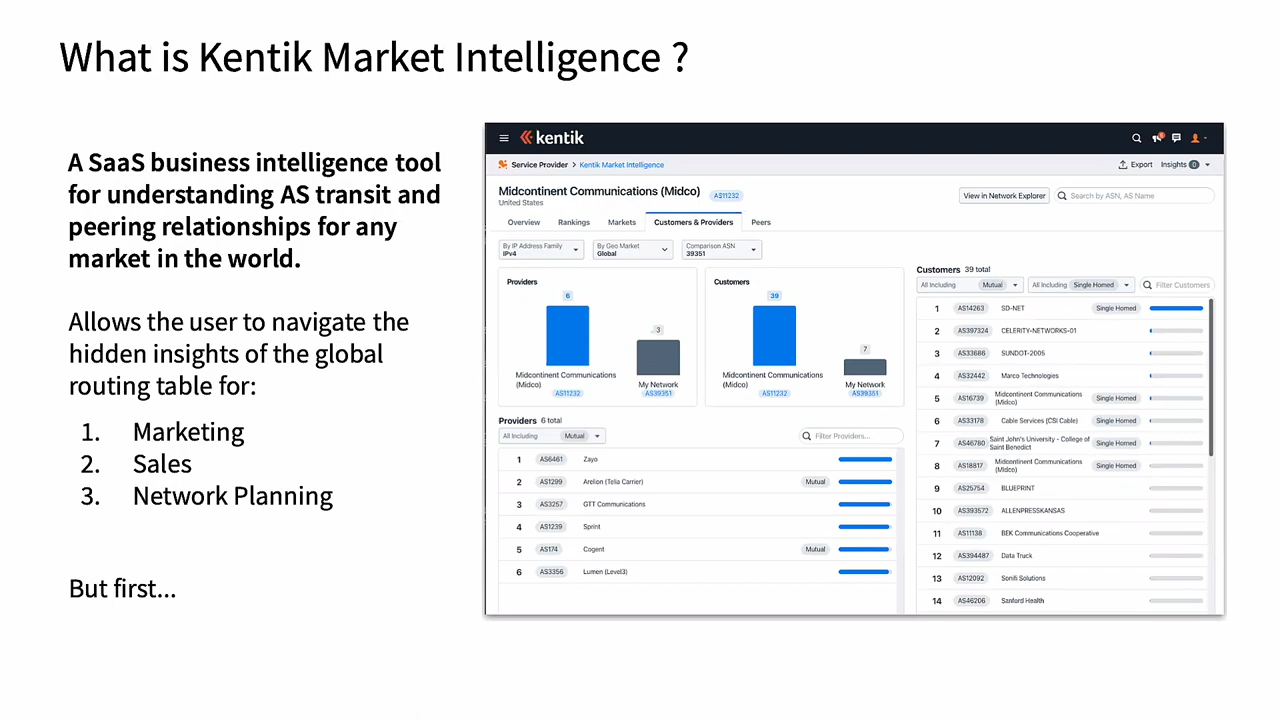 What is Kentik Market Intelligence ?
A SaaS business intelligence tool
for understanding AS transit and
peering relationships for any
market in the world.
Allows the user to navigate the
hidden insights of the global
routing table for:
1. Marketing
2. Sales
3. Network Planning
But first...
kentik
Service Provider > Kentik Market Intelligence
Export Insights 0
Midcontinent Communications (Midco) AS11232
United States
View in Network Explorer
Search by ASN, AS Name
Overview Rankings Markets Customers & Providers Peers
By IP Address Family
IPv4
By Geo Market
Global
Comparison ASN
39351
Providers
6
3
Midcontinent Communications
(Midco)
AS11232
My Network
AS39351
Customers
39
7
Midcontinent Communications
(Midco)
AS11232
My Network
AS39351
Providers 6 total
All Including Mutual
Filter Providers...
1 AS6461 Zayo
2 AS1299 Arelion (Telia Carrier) Mutual
3 AS3257 GTT Communications
4 AS1239 Sprint
5 AS174 Cogent Mutual
6 AS3356 Lumen (Level3)
Customers 39 total
All Including Mutual
All Including Single Homed
Filter Customers
1 AS14263 SD-NET Single Homed
2 AS397324 CELERITY-NETWORKS-01
3 AS33686 SUNDOT-2005
4 AS32442 Marco Technologies
5 AS16739 Midcontinent Communications
(Midco) Single Homed
6 AS33178 Cable Services (CSi Cable) Single Homed
7 AS46780 Saint John's University - College of
Saint Benedict Single Homed
8 AS18817 Midcontinent Communications
(Midco) Single Homed
9 AS25754 BLUEPRINT
10 AS393572 ALLENPRESSKANSAS
11 AS11138 BEK Communications Cooperative
12 AS394487 Data Truck
13 AS12092 Sonifi Solutions
14 AS46206 Sanford Health